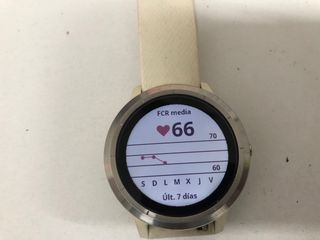 FCR media
66
70
60
S D L M X J V
Últ. 7 días